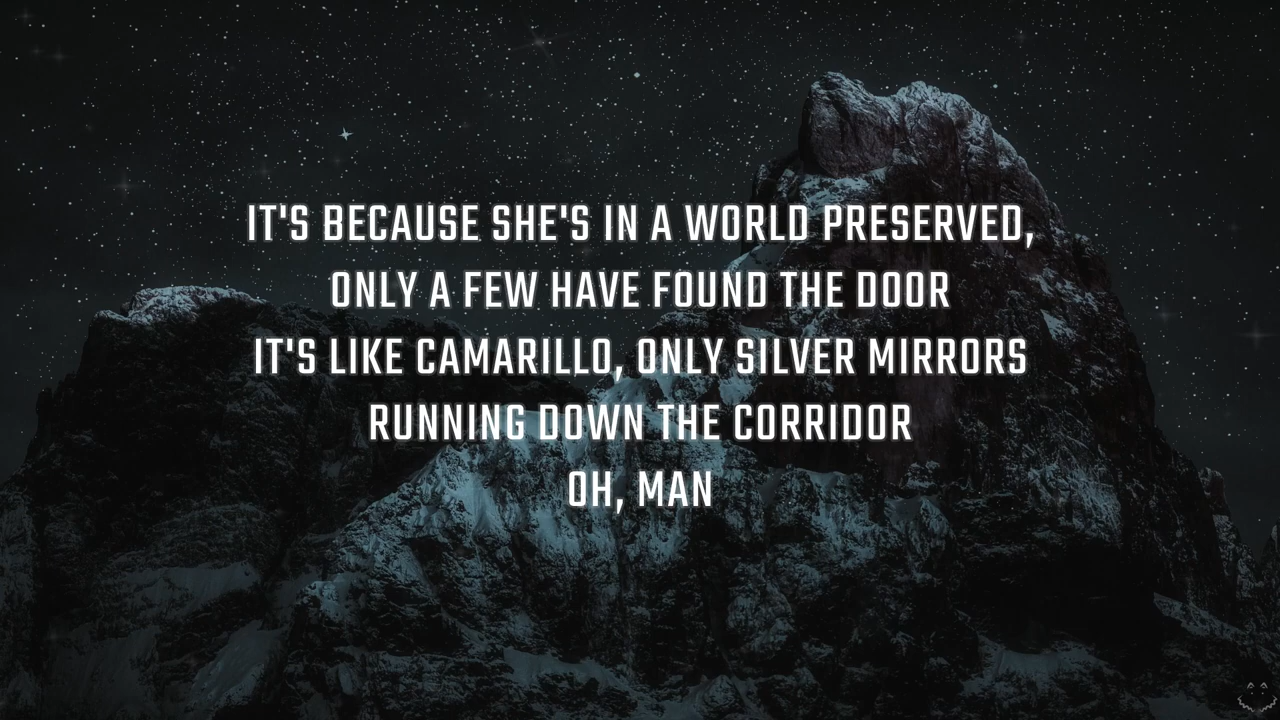 IT'S BECAUSE SHE'S IN A WORLD PRESERVED,
ONLY A FEW HAVE FOUND THE DOOR
IT'S LIKE CAMARILLO, ONLY SILVER MIRRORS
RUNNING DOWN THE CORRIDOR
OH, MAN